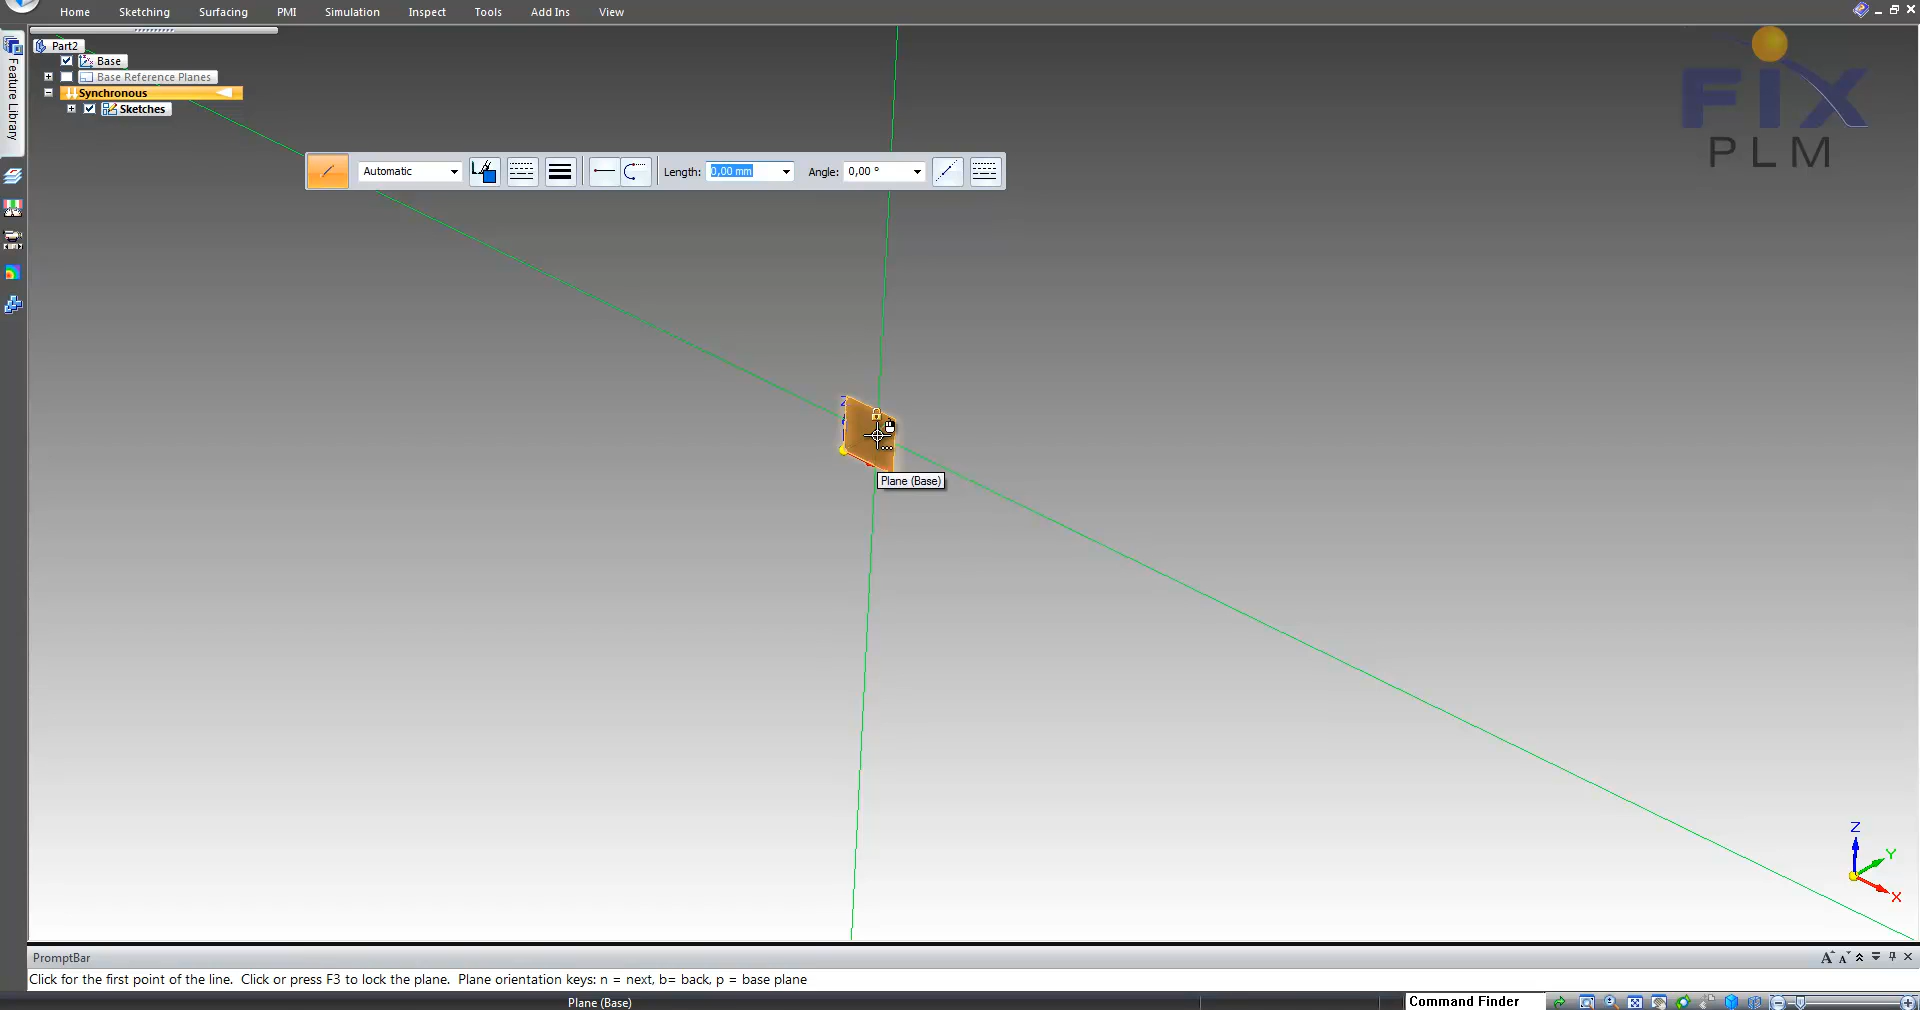 Home Sketching Surfacing PMI Simulation Inspect Tools Add Ins View
Feature Library
Part2
Base
Base Reference Planes
Synchronous
Sketches
Automatic
Length: 0,00 mm Angle: 0,00 °
FIX
PLM
Z
Plane (Base)
Z
Y
X
PromptBar
Click for the first point of the line. Click or press F3 to lock the plane. Plane orientation keys: n = next, b= back, p = base plane
Plane (Base)
Command Finder